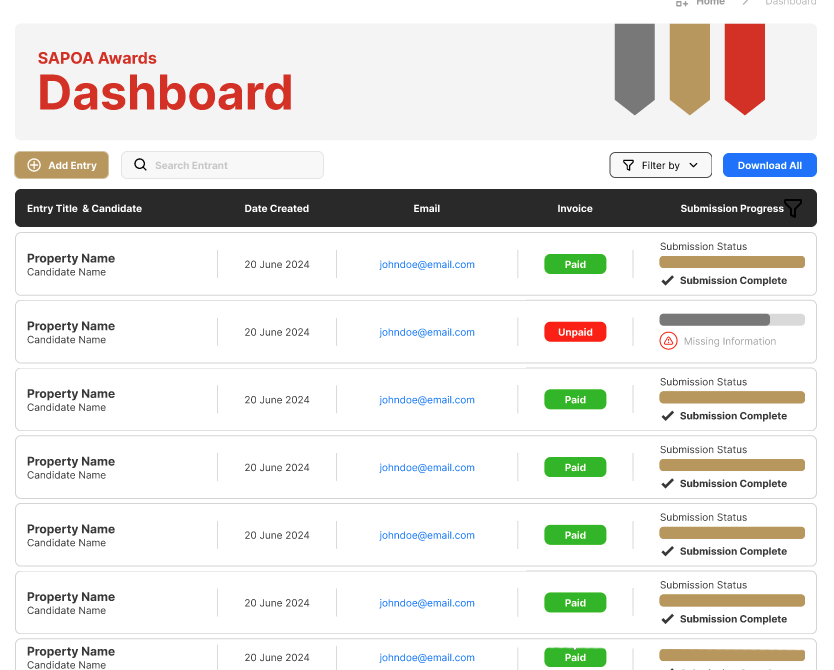 Home Dashboard
SAPOA Awards
Dashboard
Add Entry Search Entrant Filter by Download All
Entry Title & Candidate Date Created Email Invoice Submission Progress
Submission Status
Property Name
Candidate Name 20 June 2024 johndoe@email.com Paid
Submission Complete
Property Name
Candidate Name 20 June 2024 johndoe@email.com Unpaid
Missing Information
Submission Status
Property Name
Candidate Name 20 June 2024 johndoe@email.com Paid
Submission Complete
Submission Status
Property Name
Candidate Name 20 June 2024 johndoe@email.com Paid
Submission Complete
Submission Status
Property Name
Candidate Name 20 June 2024 johndoe@email.com Paid
Submission Complete
Submission Status
Property Name
Candidate Name 20 June 2024 johndoe@email.com Paid
Submission Complete
Property Name
Candidate Name 20 June 2024 johndoe@email.com Paid